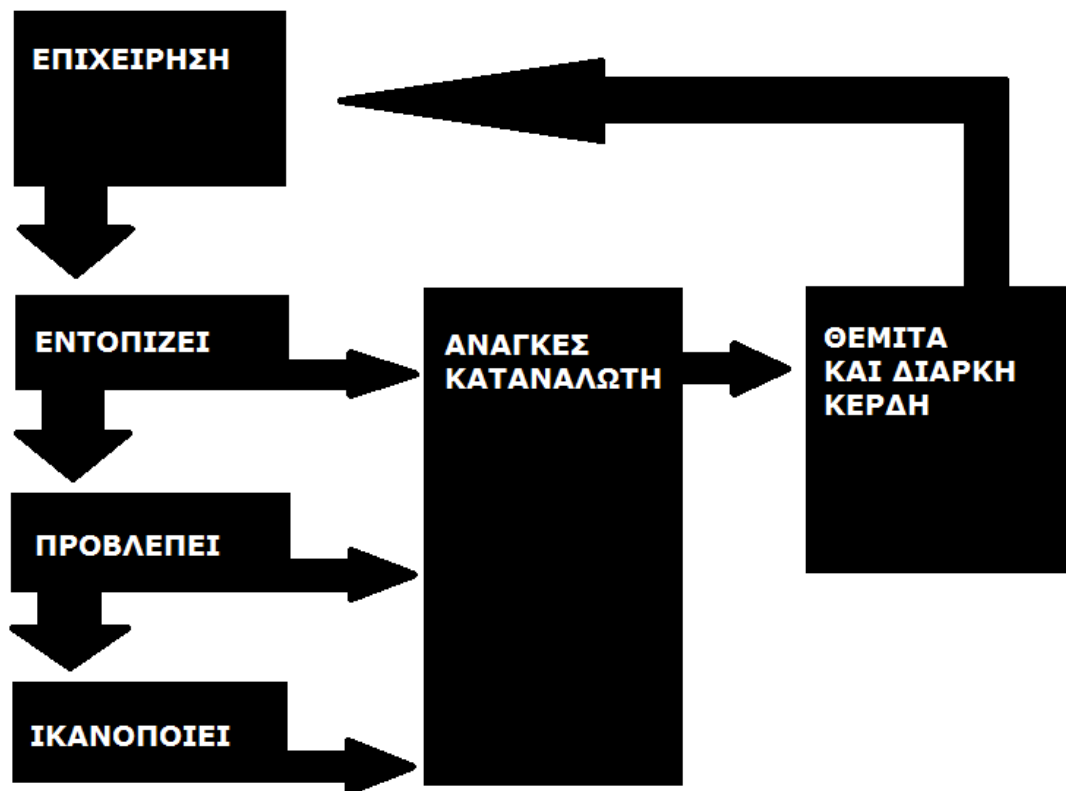 ΕΠΙΧΕΙΡΗΣΗ
ΕΝΤΟΠΙΖΕΙ
ΑΝΑΓΚΕΣ
ΚΑΤΑΝΑΛΩΤΗ
ΘΕΜΙΤΑ
ΚΑΙ ΔΙΑΡΚΗ
ΚΕΡΔΗ
ΠΡΟΒΛΕΠΕΙ
ΙΚΑΝΟΠΟΙΕΙ